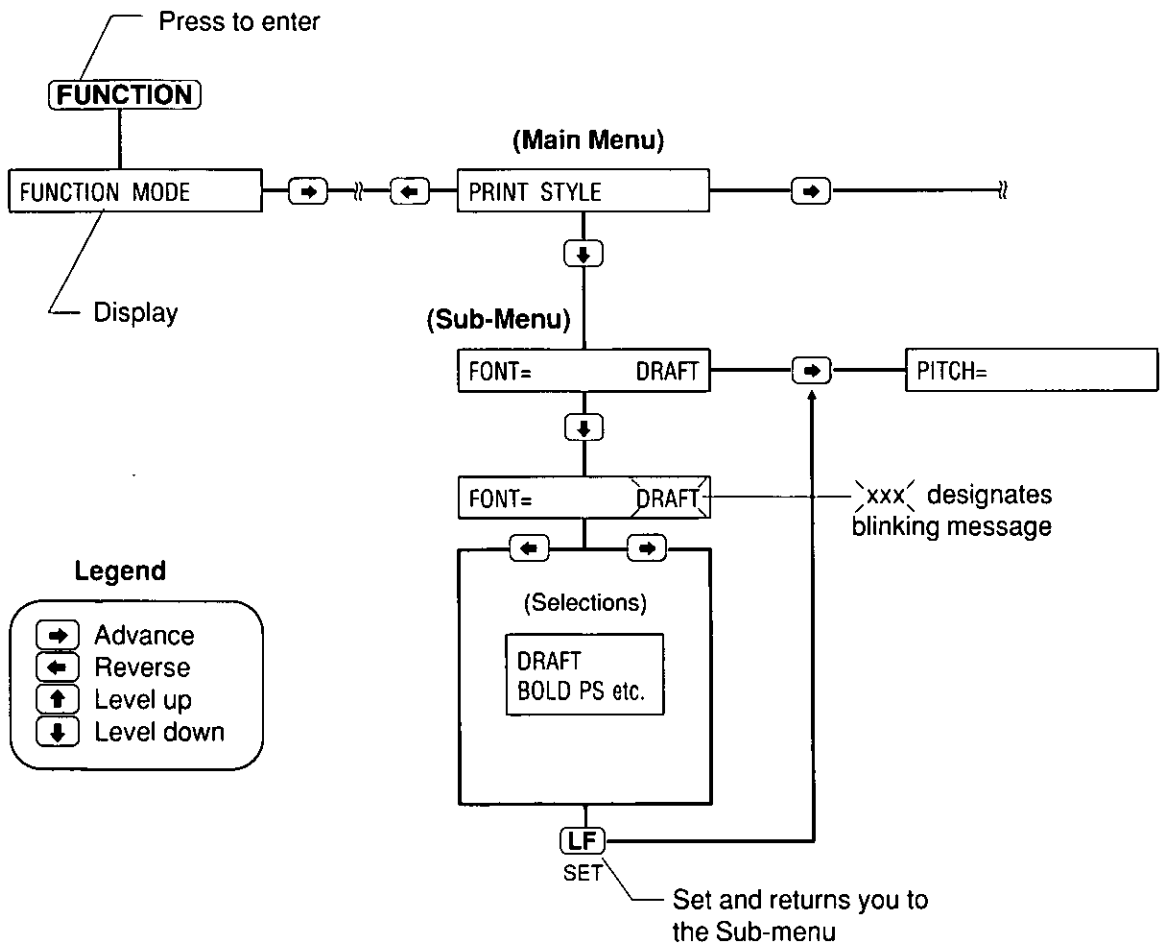 Press to enter
FUNCTION
(Main Menu)
FUNCTION MODE
PRINT STYLE
Display
(Sub-Menu)
FONT= DRAFT
PITCH=
FONT= DRAFT
xxx designates
blinking message
(Selections)
DRAFT
BOLD PS etc.
Legend
Advance
Reverse
Level up
Level down
LF
SET
Set and returns you to
the Sub-menu